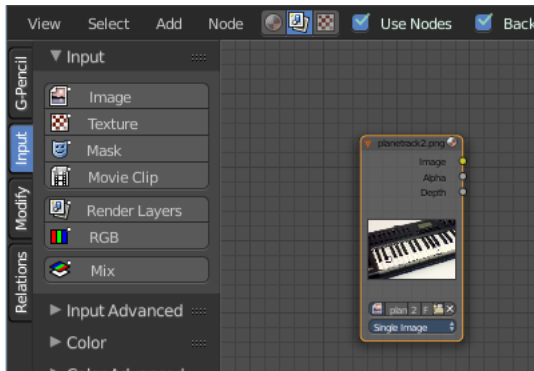 View Select Add Node Use Nodes Back
G-Pencil
Input
Modify
Relations
Input
Image
Texture
Mask
Movie Clip
Render Layers
RGB
Mix
Input Advanced
Color
planetrack2.png
Image
Alpha
Depth
plan 2 F
Single Image